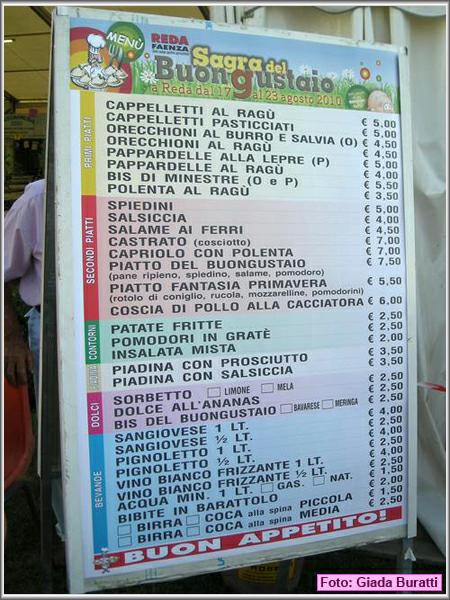 MENÙ
REDA
FAENZA
Sagra del
Buongustaio
a Reda dal 17 al 23 agosto 2010
PRIMI PIATTI
CAPPELLETTI AL RAGÙ € 5,00
CAPPELLETTI PASTICCIATI € 5,00
ORECCHIONI AL BURRO E SALVIA (O) € 4,50
ORECCHIONI AL RAGÙ € 4,50
PAPPARDELLE ALLA LEPRE (P) € 5,00
PAPPARDELLE AL RAGÙ € 4,00
BIS DI MINESTRE (O e P) € 5,50
POLENTA AL RAGÙ € 3,50
SECONDI PIATTI
SPIEDINI € 5,00
SALSICCIA € 4,00
SALAME AI FERRI € 4,50
CASTRATO (cosciotto) € 7,00
CAPRIOLO CON POLENTA € 7,00
PIATTO DEL BUONGUSTAIO € 7,50
(pane ripieno, spiedino, salame, pomodoro)
PIATTO FANTASIA PRIMAVERA € 5,50
(rotolo di coniglio, rucola, mozzarelline, pomodorini)
COSCIA DI POLLO ALLA CACCIATORA € 6,00
CONTORNI
PATATE FRITTE € 2,50
POMODORI IN GRATÈ € 2,50
INSALATA MISTA € 2,00
PIADINA
PIADINA CON PROSCIUTTO € 3,50
PIADINA CON SALSICCIA € 3,50
DOLCI
SORBETTO LIMONE MELA € 2,50
DOLCE ALL'ANANAS € 2,50
BIS DEL BUONGUSTAIO BAVARESE MERINGA € 2,50
BEVANDE
SANGIOVESE 1 LT. € 4,00
SANGIOVESE ½ LT. € 2,50
PIGNOLETTO 1 LT. € 4,00
PIGNOLETTO ½ LT. € 2,50
VINO BIANCO FRIZZANTE 1 LT. € 4,00
VINO BIANCO FRIZZANTE ½ LT. € 2,50
ACQUA MIN. 1 LT. GAS. NAT. € 1,50
BIBITE IN BARATTOLO € 2,00
BIRRA COCA alla spina PICCOLA € 1,50
BIRRA COCA alla spina MEDIA € 2,50
BUON APPETITO!
Foto: Giada Buratti